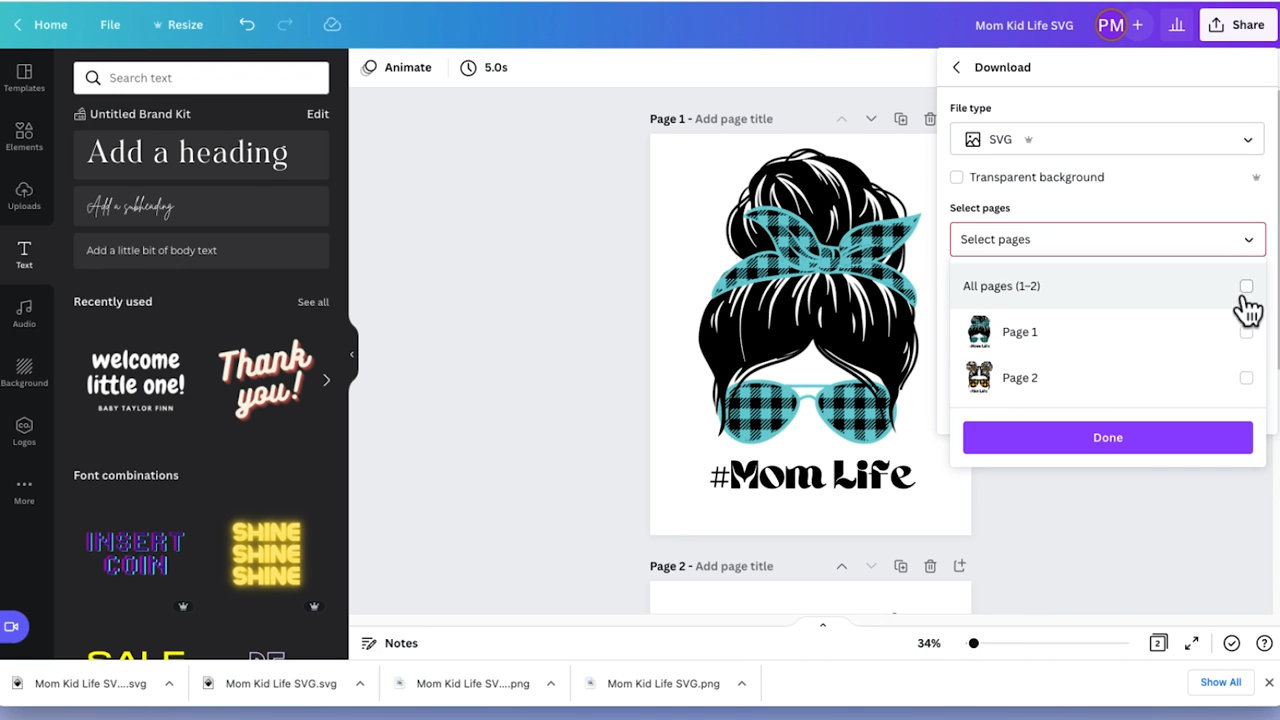 Home
File
Resize
Mom Kid Life SVG
PM
+
Share
Templates
Elements
Uploads
Text
Audio
Background
Logos
More
Search text
Untitled Brand Kit
Edit
Add a heading
Add a subheading
Add a little bit of body text
Recently used
See all
welcome
little one!
BABY TAYLOR FINN
Thank
you!
Font combinations
INSERT
COIN
SHINE
SHINE
SHINE
SALE
Animate
5.0s
Page 1 - Add page title
#Mom Life
Page 2 - Add page title
Notes
34%
2
Download
File type
SVG
Transparent background
Select pages
Select pages
All pages (1-2)
Page 1
Page 2
Done
Mom Kid Life SV....svg
Mom Kid Life SVG.svg
Mom Kid Life SV....png
Mom Kid Life SVG.png
Show All